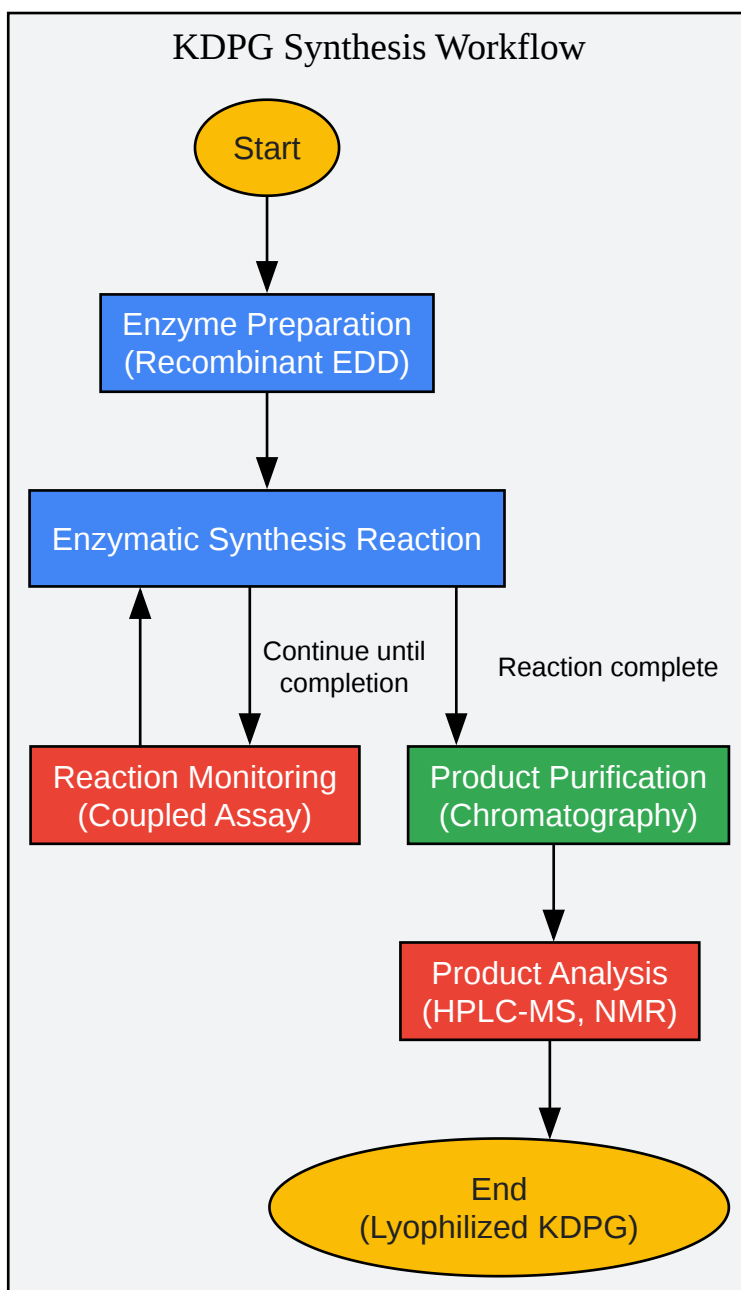 KDPG Synthesis Workflow
Start
Enzyme Preparation
(Recombinant EDD)
Enzymatic Synthesis Reaction
Continue until
completion
Reaction complete
Reaction Monitoring
(Coupled Assay)
Product Purification
(Chromatography)
Product Analysis
(HPLC-MS, NMR)
End
(Lyophilized KDPG)